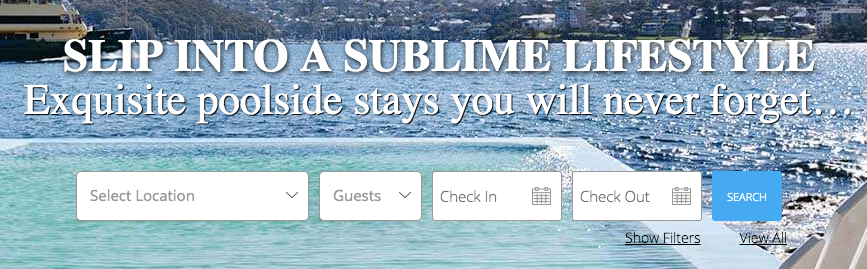 SLIP INTO A SUBLIME LIFESTYLE
Exquisite poolside stays you will never forget…
Select Location Guests Check In Check Out SEARCH
Show Filters View All